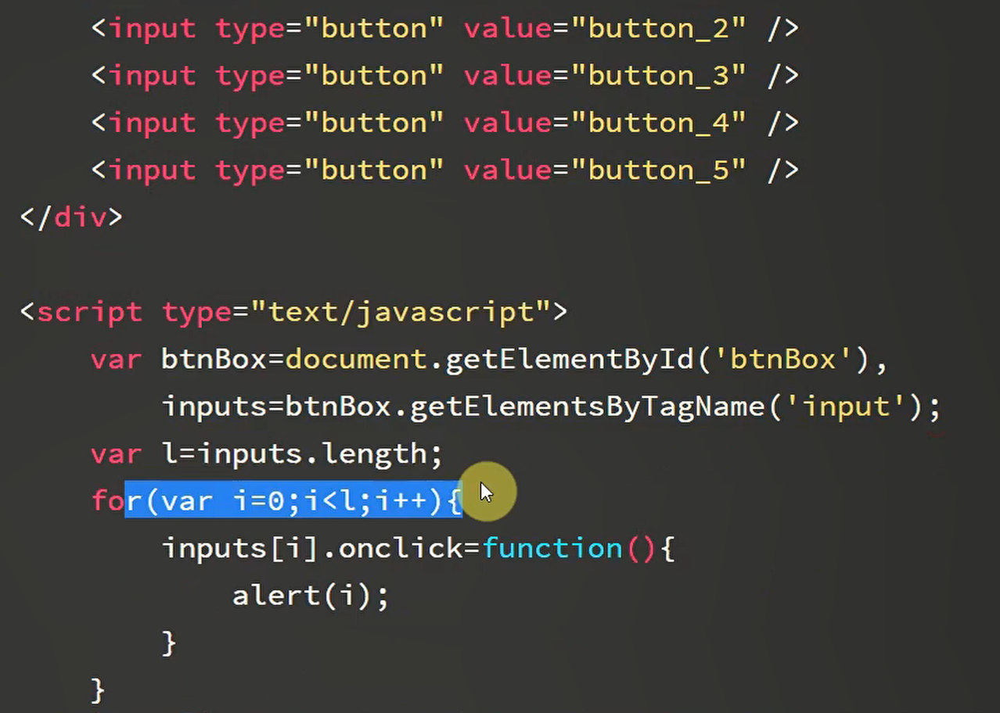 <input type="button" value="button_2" />
<input type="button" value="button_3" />
<input type="button" value="button_4" />
<input type="button" value="button_5" />
</div>
<script type="text/javascript">
var btnBox=document.getElementById('btnBox'),
inputs=btnBox.getElementsByTagName('input');
var l=inputs.length;
for(var i=0;i<l;i++){
inputs[i].onclick=function(){
alert(i);
}
}